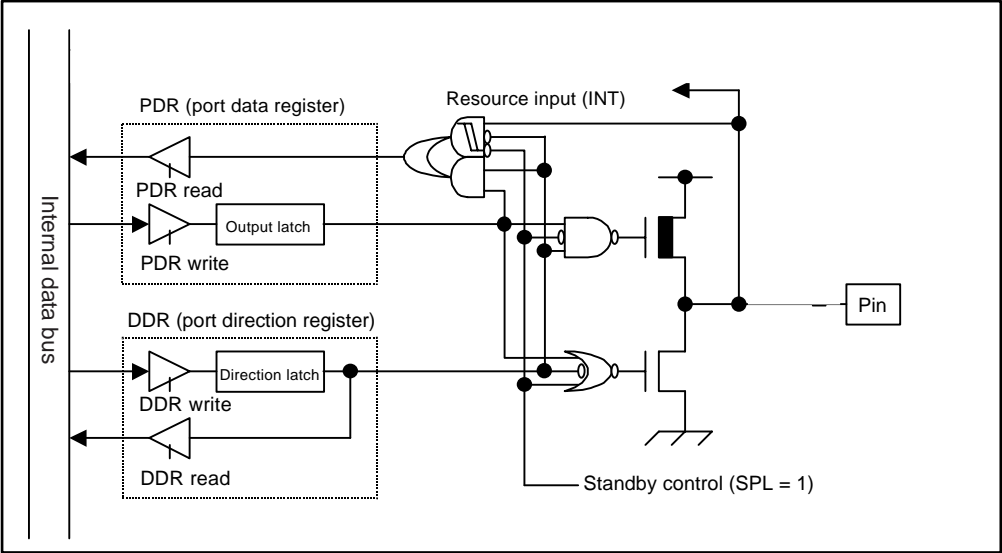 PDR (port data register)
Resource input (INT)
PDR read
Internal data bus
Output latch
PDR write
Pin
DDR (port direction register)
Direction latch
DDR write
DDR read
Standby control (SPL = 1)